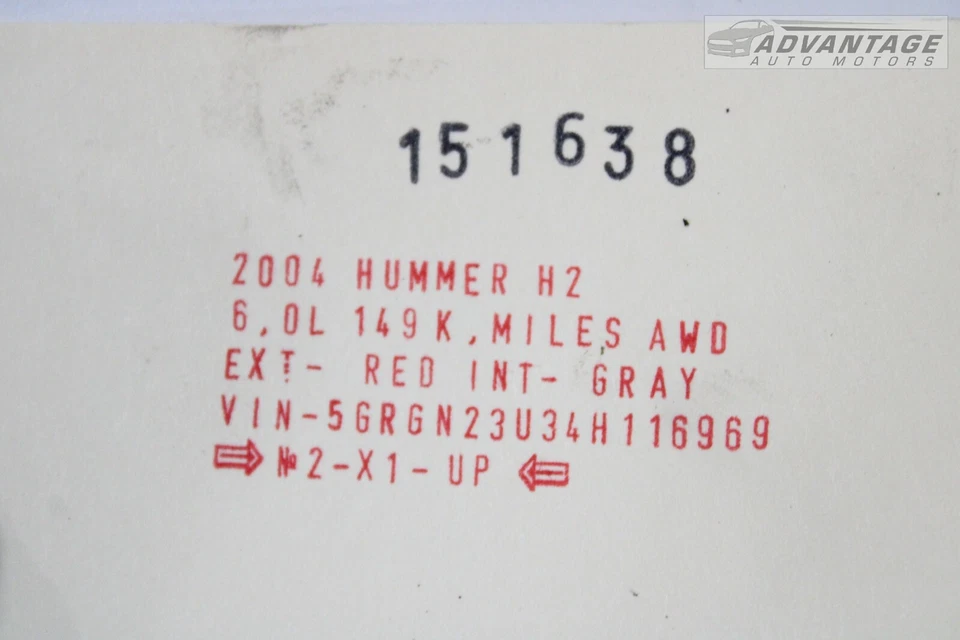 ADVANTAGE
AUTO MOTORS
151638
2004 HUMMER H2
6,0L 149K,MILES AWD
EXT- RED INT- GRAY
VIN-5GRGN23U34H116969
⇨ №2-X1-UP ⇦